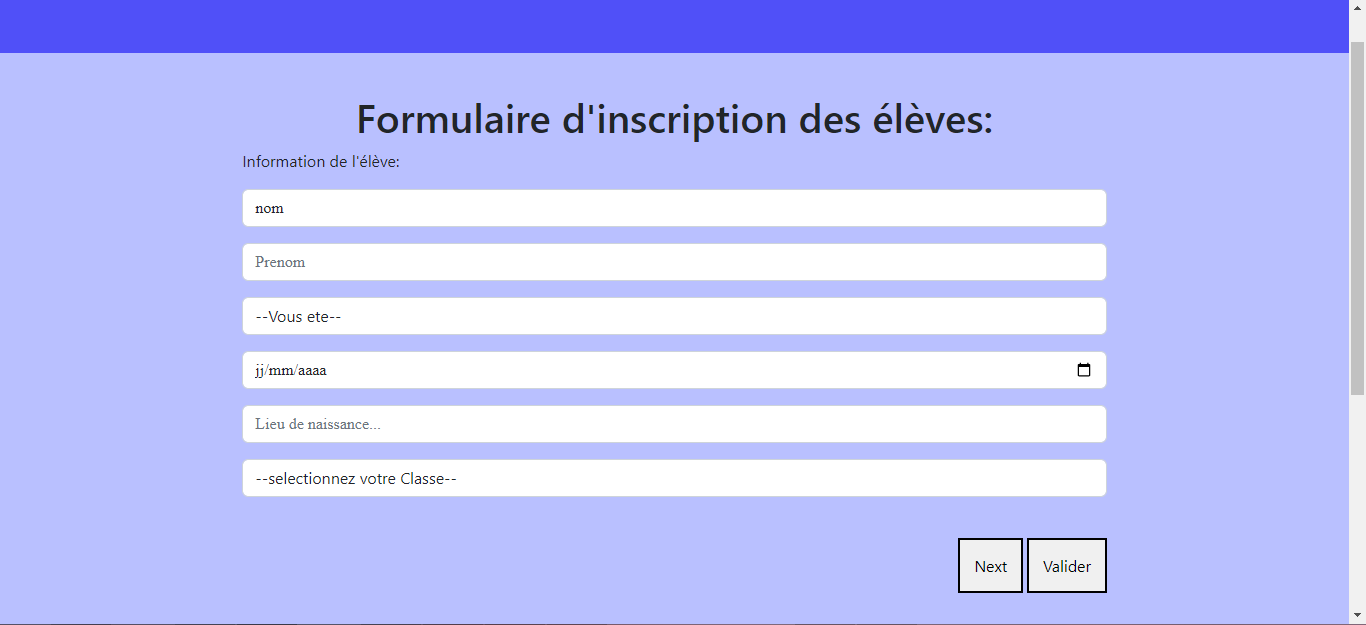 Formulaire d'inscription des élèves:
Information de l'élève:
nom
Prenom
--Vous ete--
jj/mm/aaaa
Lieu de naissance...
--selectionnez votre Classe--
Next Valider